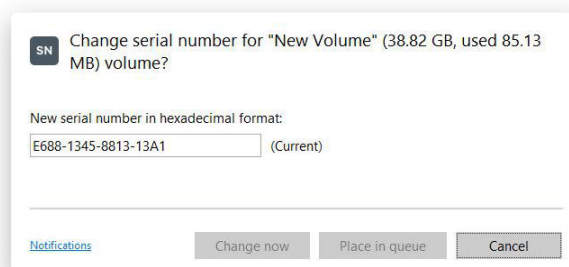 SN
Change serial number for "New Volume" (38.82 GB, used 85.13
MB) volume?
New serial number in hexadecimal format:
E688-1345-8813-13A1 (Current)
Notifications Change now Place in queue Cancel